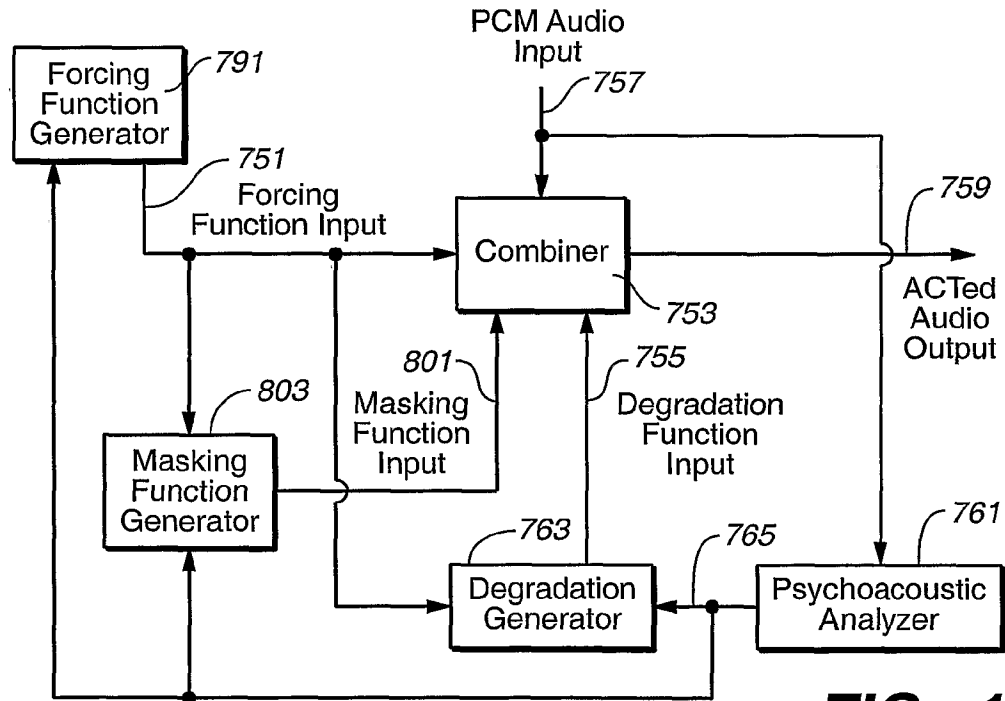 PCM Audio
Input
757
Forcing
Function
Generator
791
751
Forcing
Function Input
Combiner
753
759
ACTed
Audio
Output
801
Masking
Function
Input
755
Degradation
Function
Input
803
Masking
Function
Generator
763
Degradation
Generator
765
761
Psychoacoustic
Analyzer